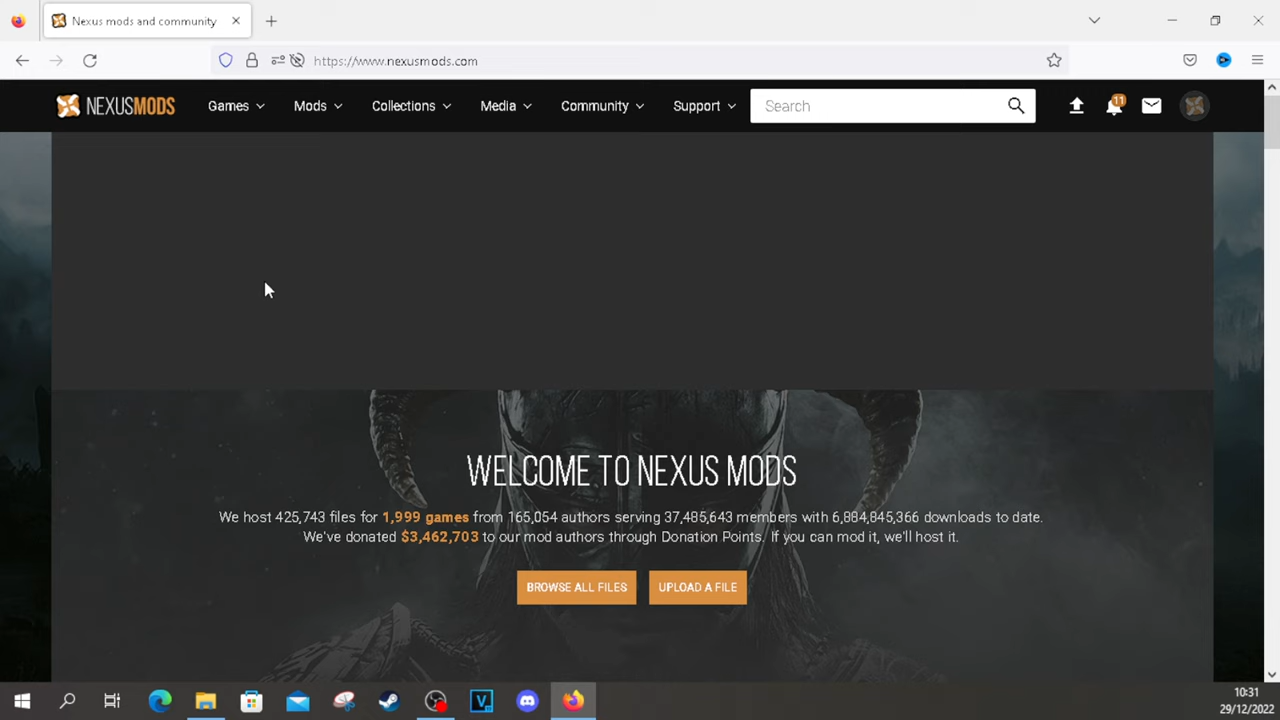 Nexus mods and community
https://www.nexusmods.com
NEXUSMODS
Games
Mods
Collections
Media
Community
Support
Search
11
WELCOME TO NEXUS MODS
We host 425,743 files for 1,999 games from 165,054 authors serving 37,485,643 members with 6,884,845,366 downloads to date.
We've donated $3,462,703 to our mod authors through Donation Points. If you can mod it, we'll host it.
BROWSE ALL FILES
UPLOAD A FILE
V
10:31
29/12/2022